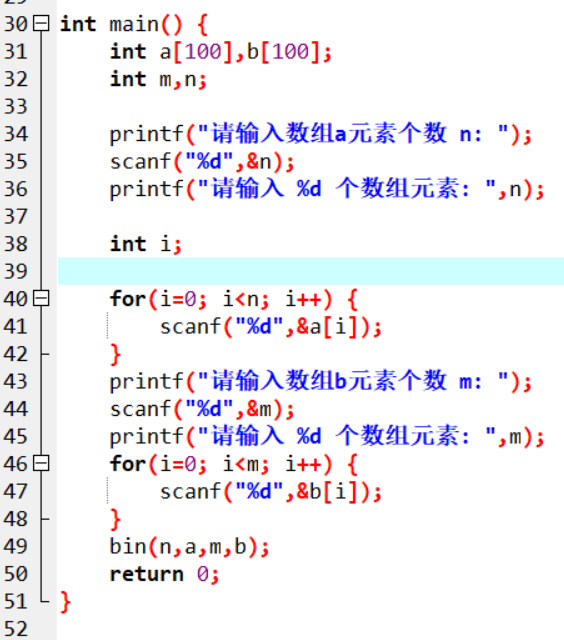 30 int main() {
31 int a[100],b[100];
32 int m,n;
33
34 printf("请输入数组a元素个数 n: ");
35 scanf("%d",&n);
36 printf("请输入 %d 个数组元素: ",n);
37
38 int i;
39
40 for(i=0; i<n; i++) {
41 scanf("%d",&a[i]);
42 }
43 printf("请输入数组b元素个数 m: ");
44 scanf("%d",&m);
45 printf("请输入 %d 个数组元素: ",m);
46 for(i=0; i<m; i++) {
47 scanf("%d",&b[i]);
48 }
49 bin(n,a,m,b);
50 return 0;
51 }
52